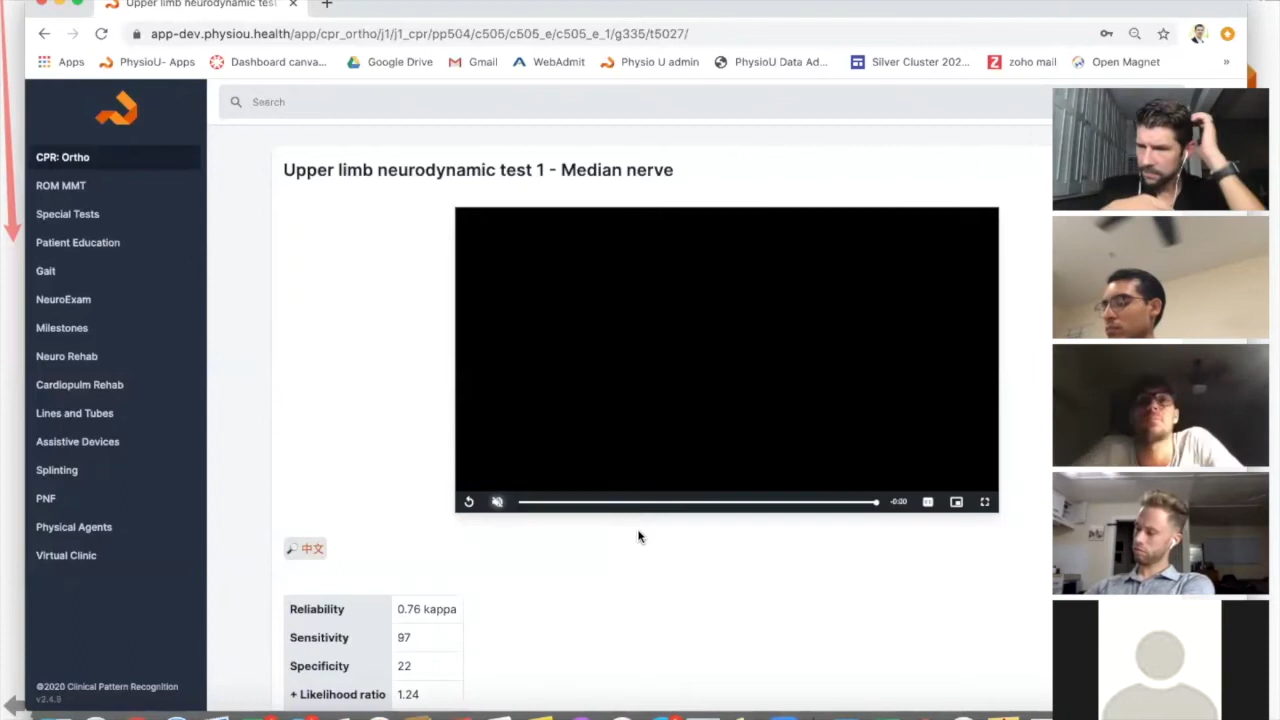 Upper limb neurodynamic test
app-dev.physiou.health/app/cpr_ortho/j1/j1_cpr/pp504/c505/c505_e/c505_e_1/g335/t5027/
Apps PhysioU- Apps Dashboard canva... Google Drive Gmail WebAdmit Physio U admin PhysioU Data Ad... Silver Cluster 202... zoho mail Open Magnet »
Search
CPR: Ortho
ROM MMT
Special Tests
Patient Education
Gait
NeuroExam
Milestones
Neuro Rehab
Cardiopulm Rehab
Lines and Tubes
Assistive Devices
Splinting
PNF
Physical Agents
Virtual Clinic
©2020 Clinical Pattern Recognition
v2.4.8
Upper limb neurodynamic test 1 - Median nerve
-0:00
中文
Reliability 0.76 kappa
Sensitivity 97
Specificity 22
+ Likelihood ratio 1.24